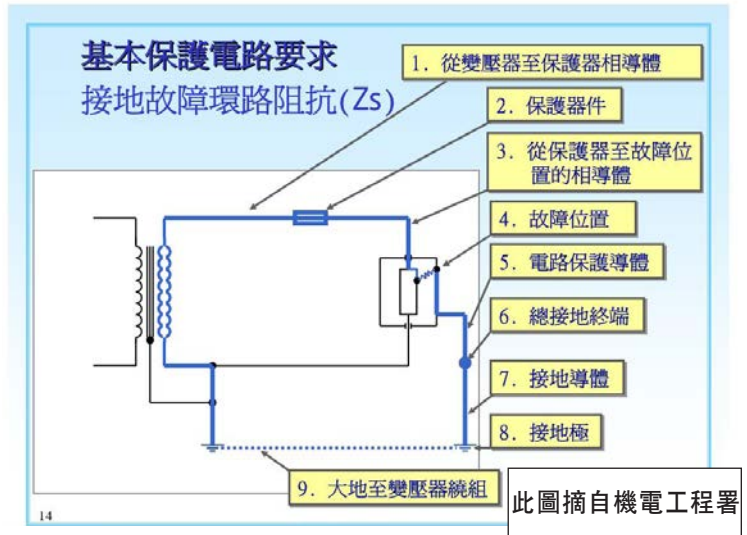 基本保護電路要求
接地故障環路阻抗(Zs)
1. 從變壓器至保護器相導體
2. 保護器件
3. 從保護器至故障位
置的相導體
4. 故障位置
5. 電路保護導體
6. 總接地終端
7. 接地導體
8. 接地極
9. 大地至變壓器繞組
此圖摘自機電工程署
14